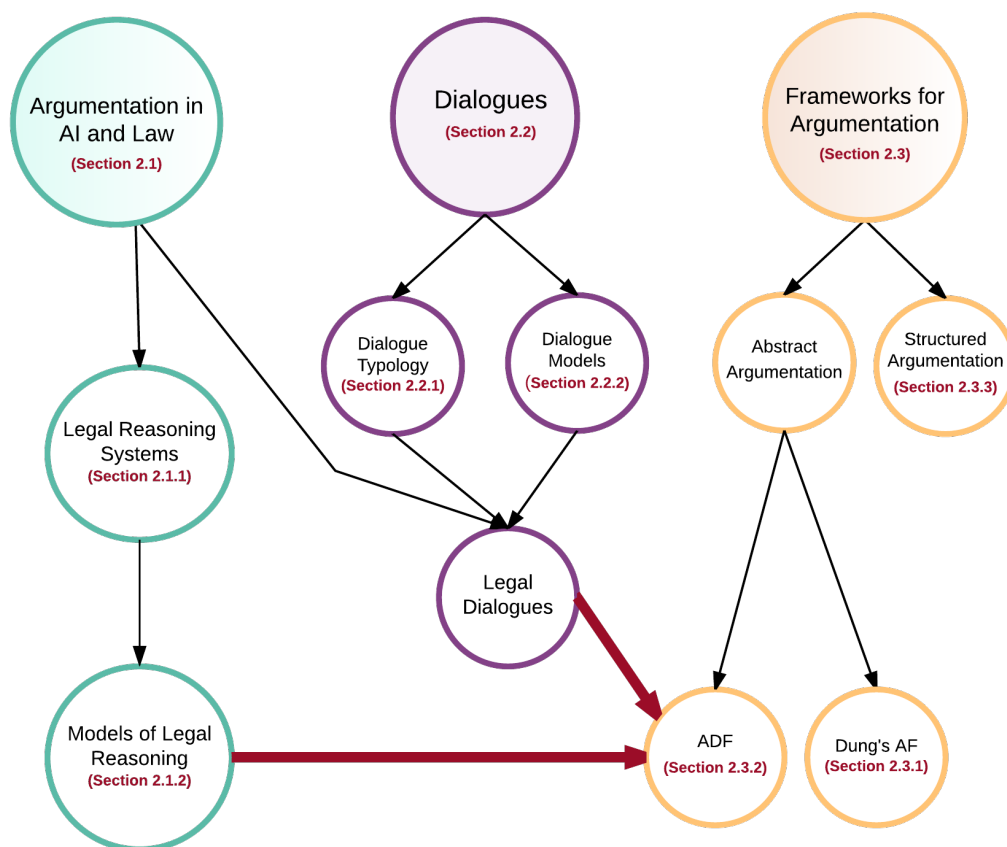 Argumentation in
AI and Law
(Section 2.1)
Dialogues
(Section 2.2)
Frameworks for
Argumentation
(Section 2.3)
Dialogue
Typology
(Section 2.2.1)
Dialogue
Models
(Section 2.2.2)
Abstract
Argumentation
Structured
Argumentation
(Section 2.3.3)
Legal Reasoning
Systems
(Section 2.1.1)
Legal
Dialogues
Models of Legal
Reasoning
(Section 2.1.2)
ADF
(Section 2.3.2)
Dung's AF
(Section 2.3.1)